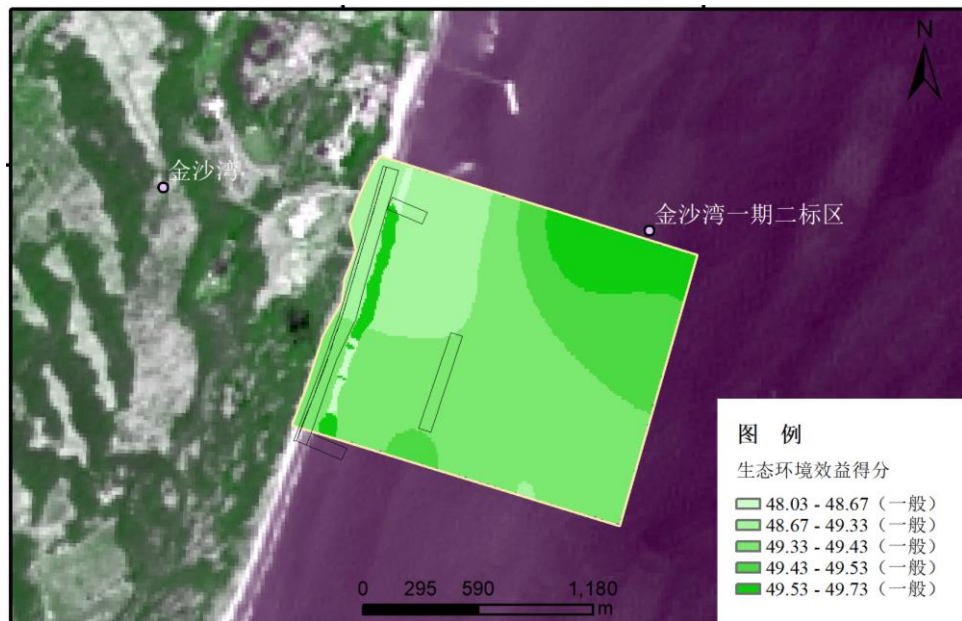 N
金沙湾
金沙湾一期二标区
图 例
生态环境效益得分
48.03 - 48.67（一般）
48.67 - 49.33（一般）
49.33 - 49.43（一般）
49.43 - 49.53（一般）
49.53 - 49.73（一般）
0 295 590 1,180
m